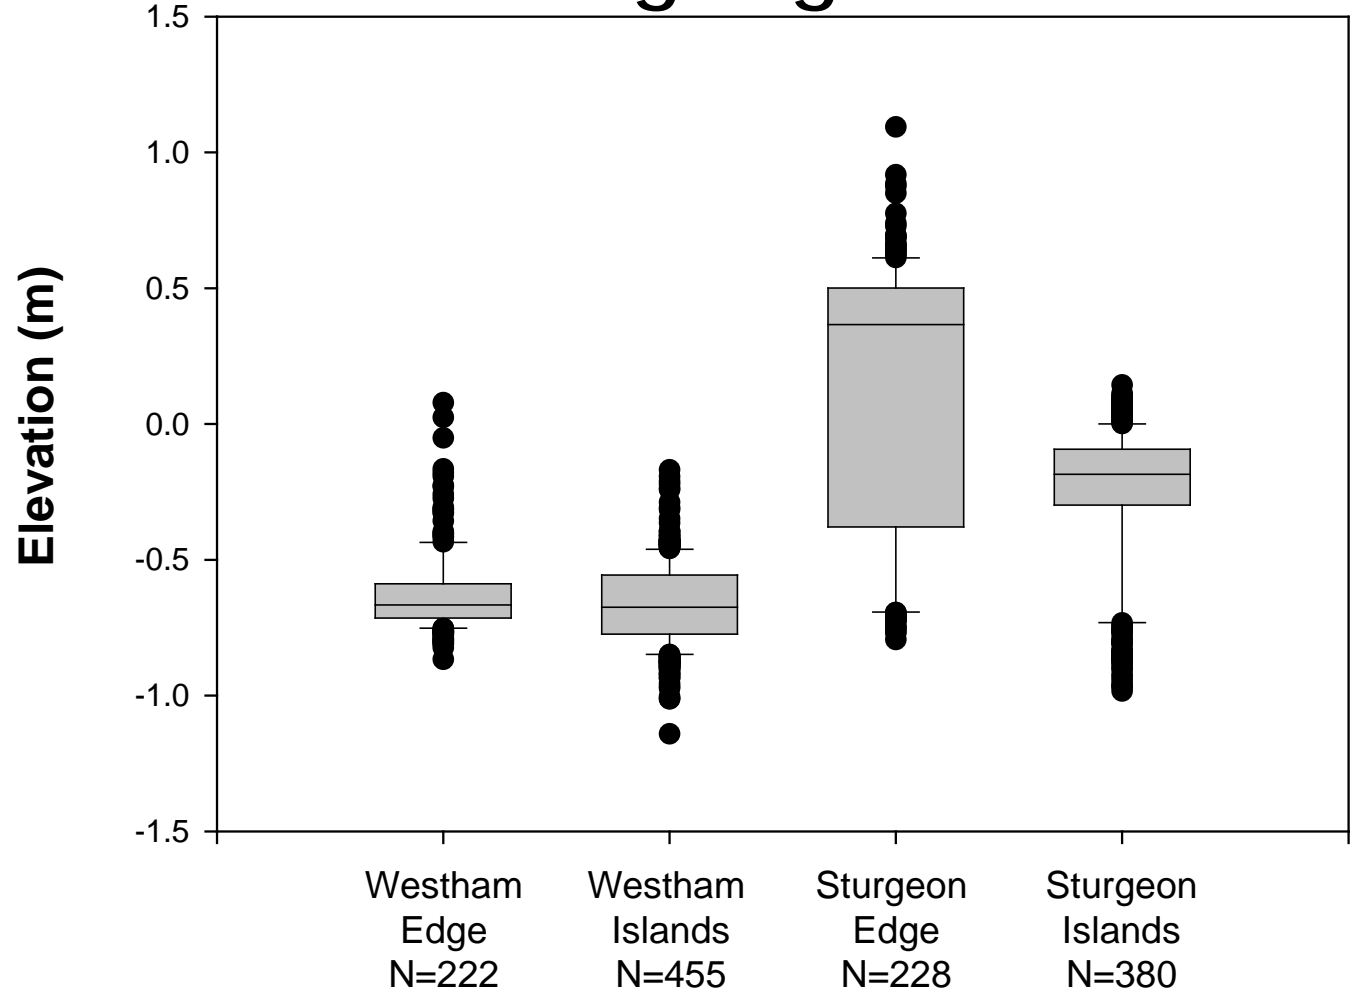 1.5
1.0
0.5
0.0
-0.5
-1.0
-1.5
Elevation (m)
Westham
Edge
N=222
Westham
Islands
N=455
Sturgeon
Edge
N=228
Sturgeon
Islands
N=380